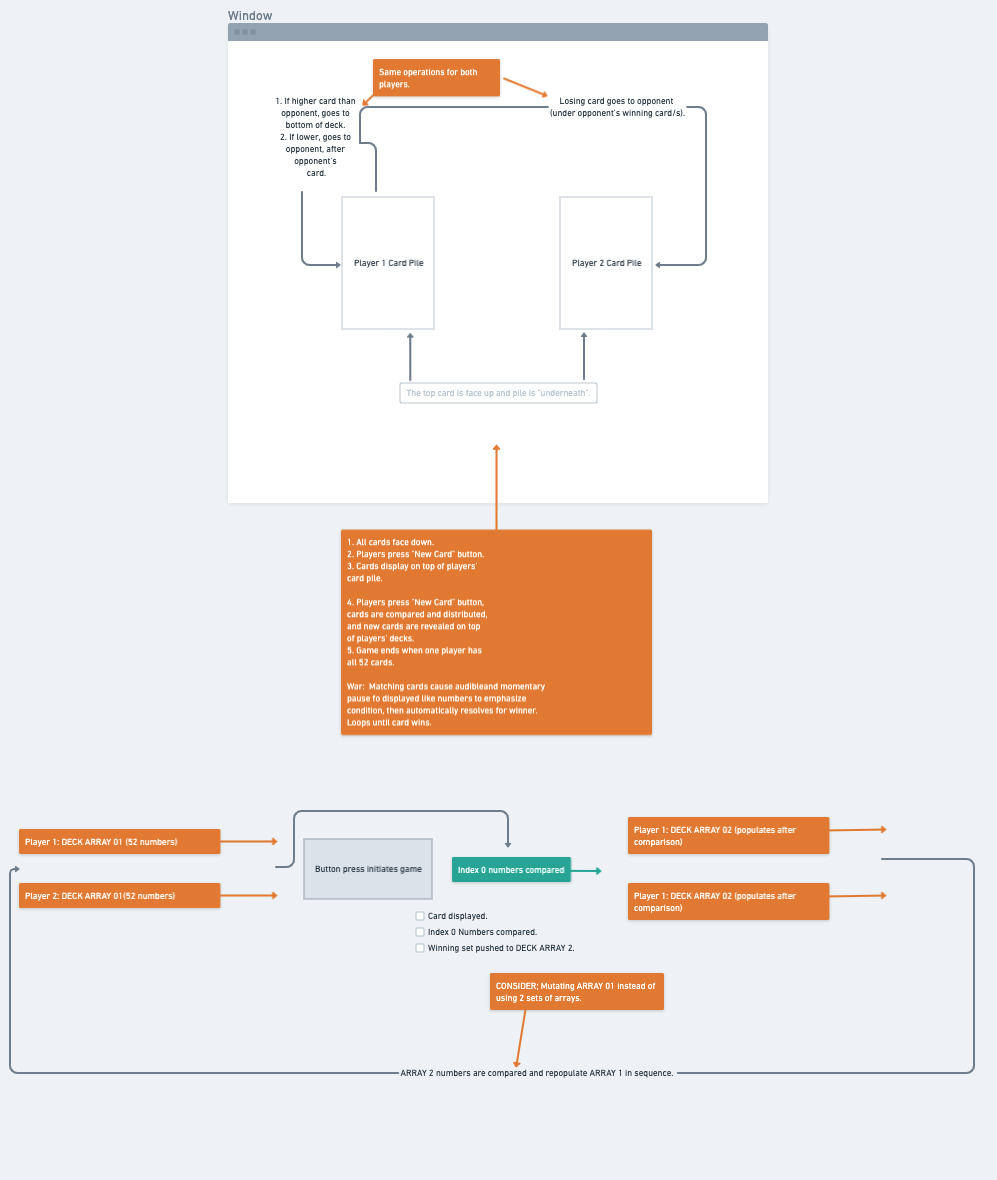 Window
Same operations for both
players.
1. If higher card than
opponent, goes to
bottom of deck.
2. If lower, goes to
opponent, after
opponent's
card.
Losing card goes to opponent
(under opponent's winning card/s).
Player 1 Card Pile
Player 2 Card Pile
The top card is face up and pile is "underneath".
1. All cards face down.
2. Players press "New Card" button.
3. Cards display on top of players'
card pile.
4. Players press "New Card" button,
cards are compared and distributed,
and new cards are revealed on top
of players' decks.
5. Game ends when one player has
all 52 cards.
War:  Matching cards cause audibleand momentary
pause fo displayed like numbers to emphasize
condition, then automatically resolves for winner.
Loops until card wins.
Player 1: DECK ARRAY 01 (52 numbers)
Player 2: DECK ARRAY 01(52 numbers)
Button press initiates game
Index 0 numbers compared
Player 1: DECK ARRAY 02 (populates after
comparison)
Player 1: DECK ARRAY 02 (populates after
comparison)
Card displayed.
Index 0 Numbers compared.
Winning set pushed to DECK ARRAY 2.
CONSIDER; Mutating ARRAY 01 instead of
using 2 sets of arrays.
ARRAY 2 numbers are compared and repopulate ARRAY 1 in sequence.